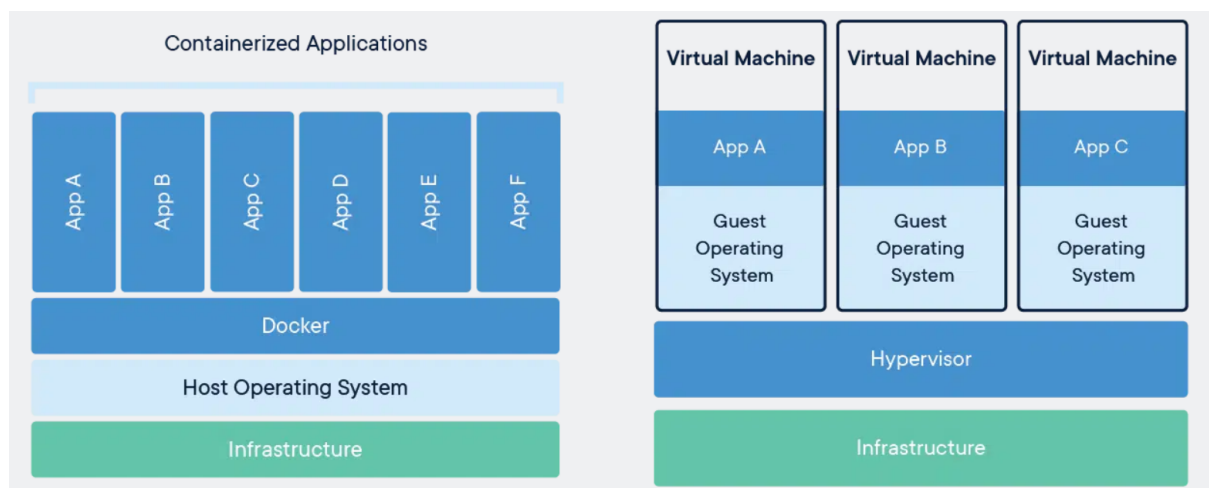 Containerized Applications
App A
App B
App C
App D
App E
App F
Docker
Host Operating System
Infrastructure
Virtual Machine
App A
Guest
Operating
System
Virtual Machine
App B
Guest
Operating
System
Virtual Machine
App C
Guest
Operating
System
Hypervisor
Infrastructure